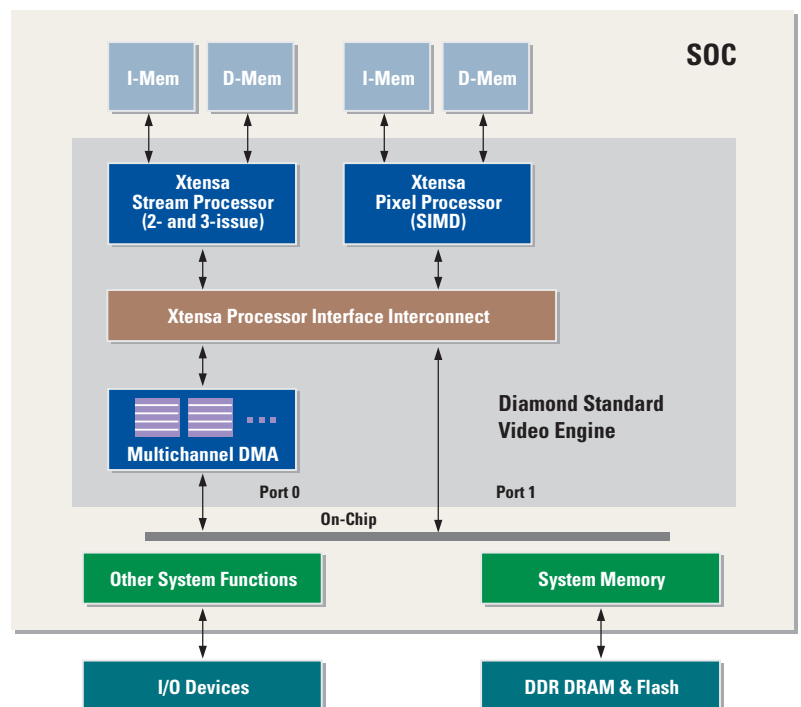 SOC
I-Mem
D-Mem
I-Mem
D-Mem
Xtensa
Stream Processor
(2- and 3-issue)
Xtensa
Pixel Processor
(SIMD)
Xtensa Processor Interface Interconnect
Multichannel DMA
Diamond Standard
Video Engine
Port 0
Port 1
On-Chip
Other System Functions
System Memory
I/O Devices
DDR DRAM & Flash